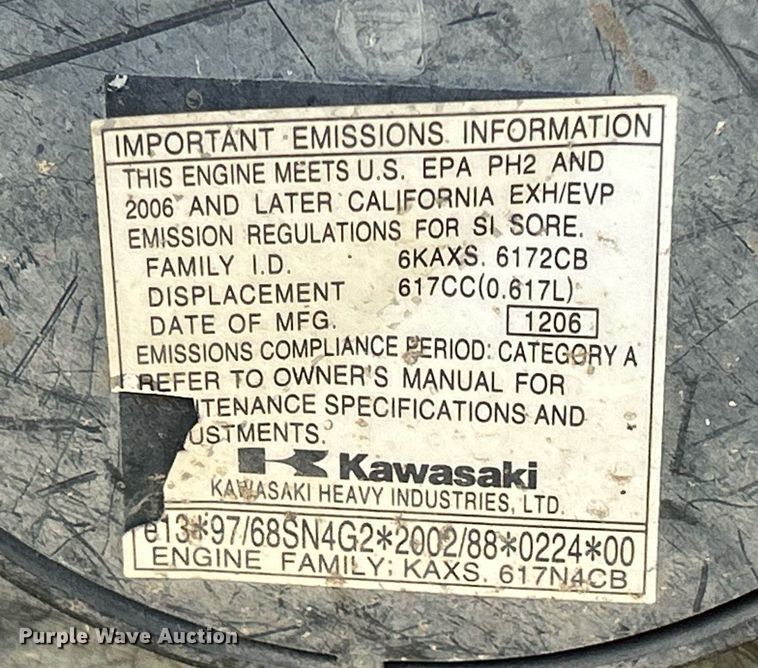 IMPORTANT EMISSIONS INFORMATION
THIS ENGINE MEETS U.S. EPA PH2 AND
2006 AND LATER CALIFORNIA EXH/EVP
EMISSION REGULATIONS FOR SI SORE.
FAMILY I.D. 6KAXS. 6172CB
DISPLACEMENT 617CC(0.617L)
DATE OF MFG. 1206
EMISSIONS COMPLIANCE PERIOD: CATEGORY A
REFER TO OWNER'S MANUAL FOR
TENANCE SPECIFICATIONS AND
USTMENTS.
Kawasaki
KAWASAKI HEAVY INDUSTRIES, LTD.
e13*97/68SN4G2*2002/88*0224*00
ENGINE FAMILY: KAXS. 617N4CB
Purple Wave Auction